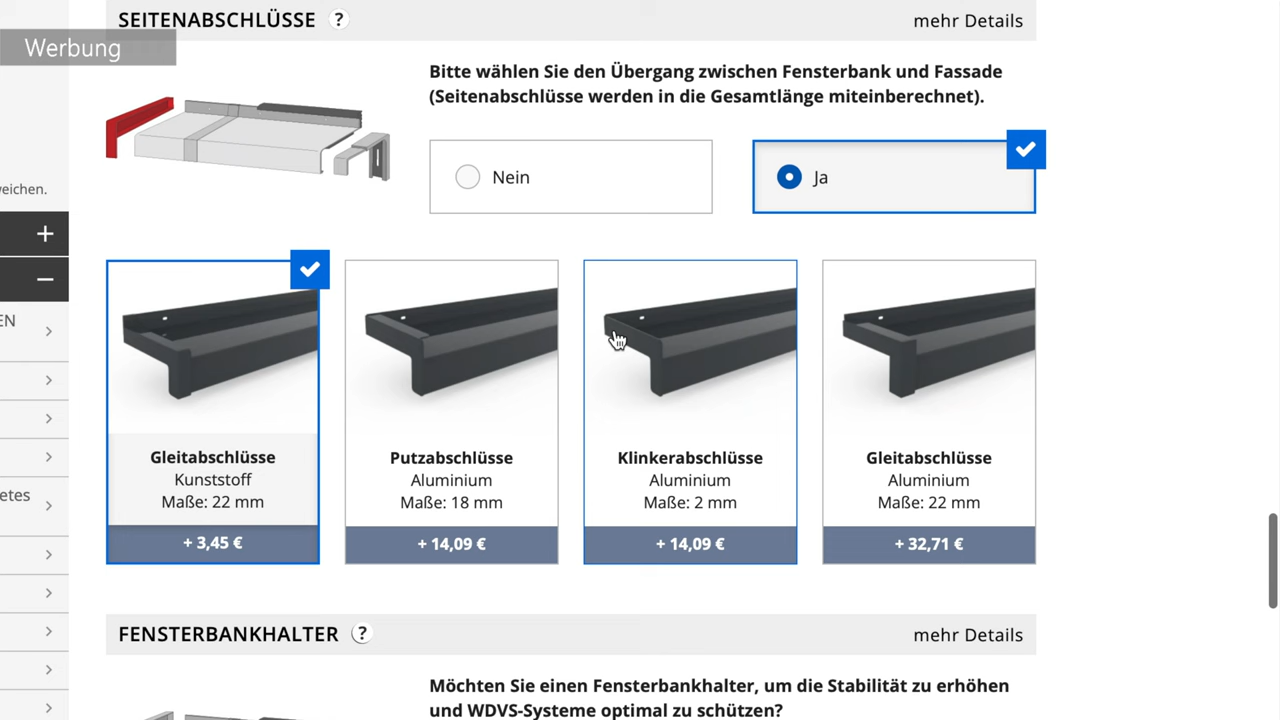 SEITENABSCHLÜSSE ?
mehr Details
Werbung
Bitte wählen Sie den Übergang zwischen Fensterbank und Fassade
(Seitenabschlüsse werden in die Gesamtlänge miteinberechnet).
Nein
Ja
weichen.
EN
etes
Gleitabschlüsse
Kunststoff
Maße: 22 mm
+ 3,45 €
Putzabschlüsse
Aluminium
Maße: 18 mm
+ 14,09 €
Klinkerabschlüsse
Aluminium
Maße: 2 mm
+ 14,09 €
Gleitabschlüsse
Aluminium
Maße: 22 mm
+ 32,71 €
FENSTERBANKHALTER ?
mehr Details
Möchten Sie einen Fensterbankhalter, um die Stabilität zu erhöhen
und WDVS-Systeme optimal zu schützen?